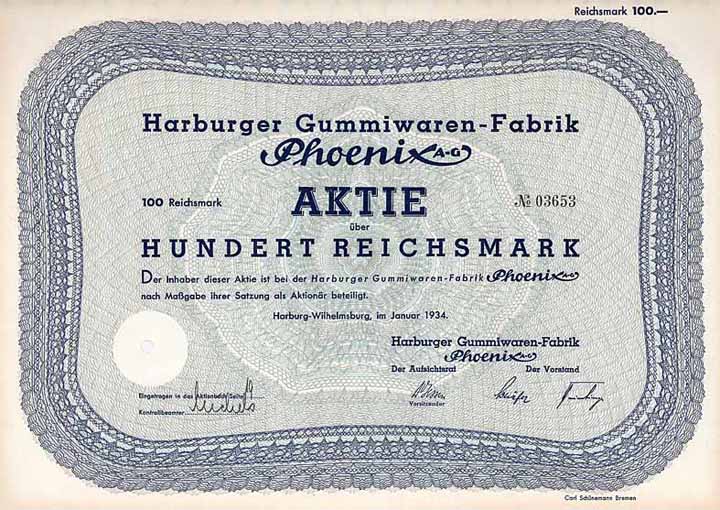 Reichsmark 100.—
Harburger Gummiwaren-Fabrik
Phoenix A-G
100 Reichsmark AKTIE № 03653
über
HUNDERT REICHSMARK
Der Inhaber dieser Aktie ist bei der Harburger Gummiwaren-Fabrik Phoenix A-G
nach Maßgabe ihrer Satzung als Aktionär beteiligt.
Harburg-Wilhelmsburg, im Januar 1934.
Harburger Gummiwaren-Fabrik
Phoenix A-G
Der Aufsichtsrat Der Vorstand
Eingetragen in das Aktienbuch Seite
Kontrollbeamter
Vorsitzender
Carl Schünemann Bremen